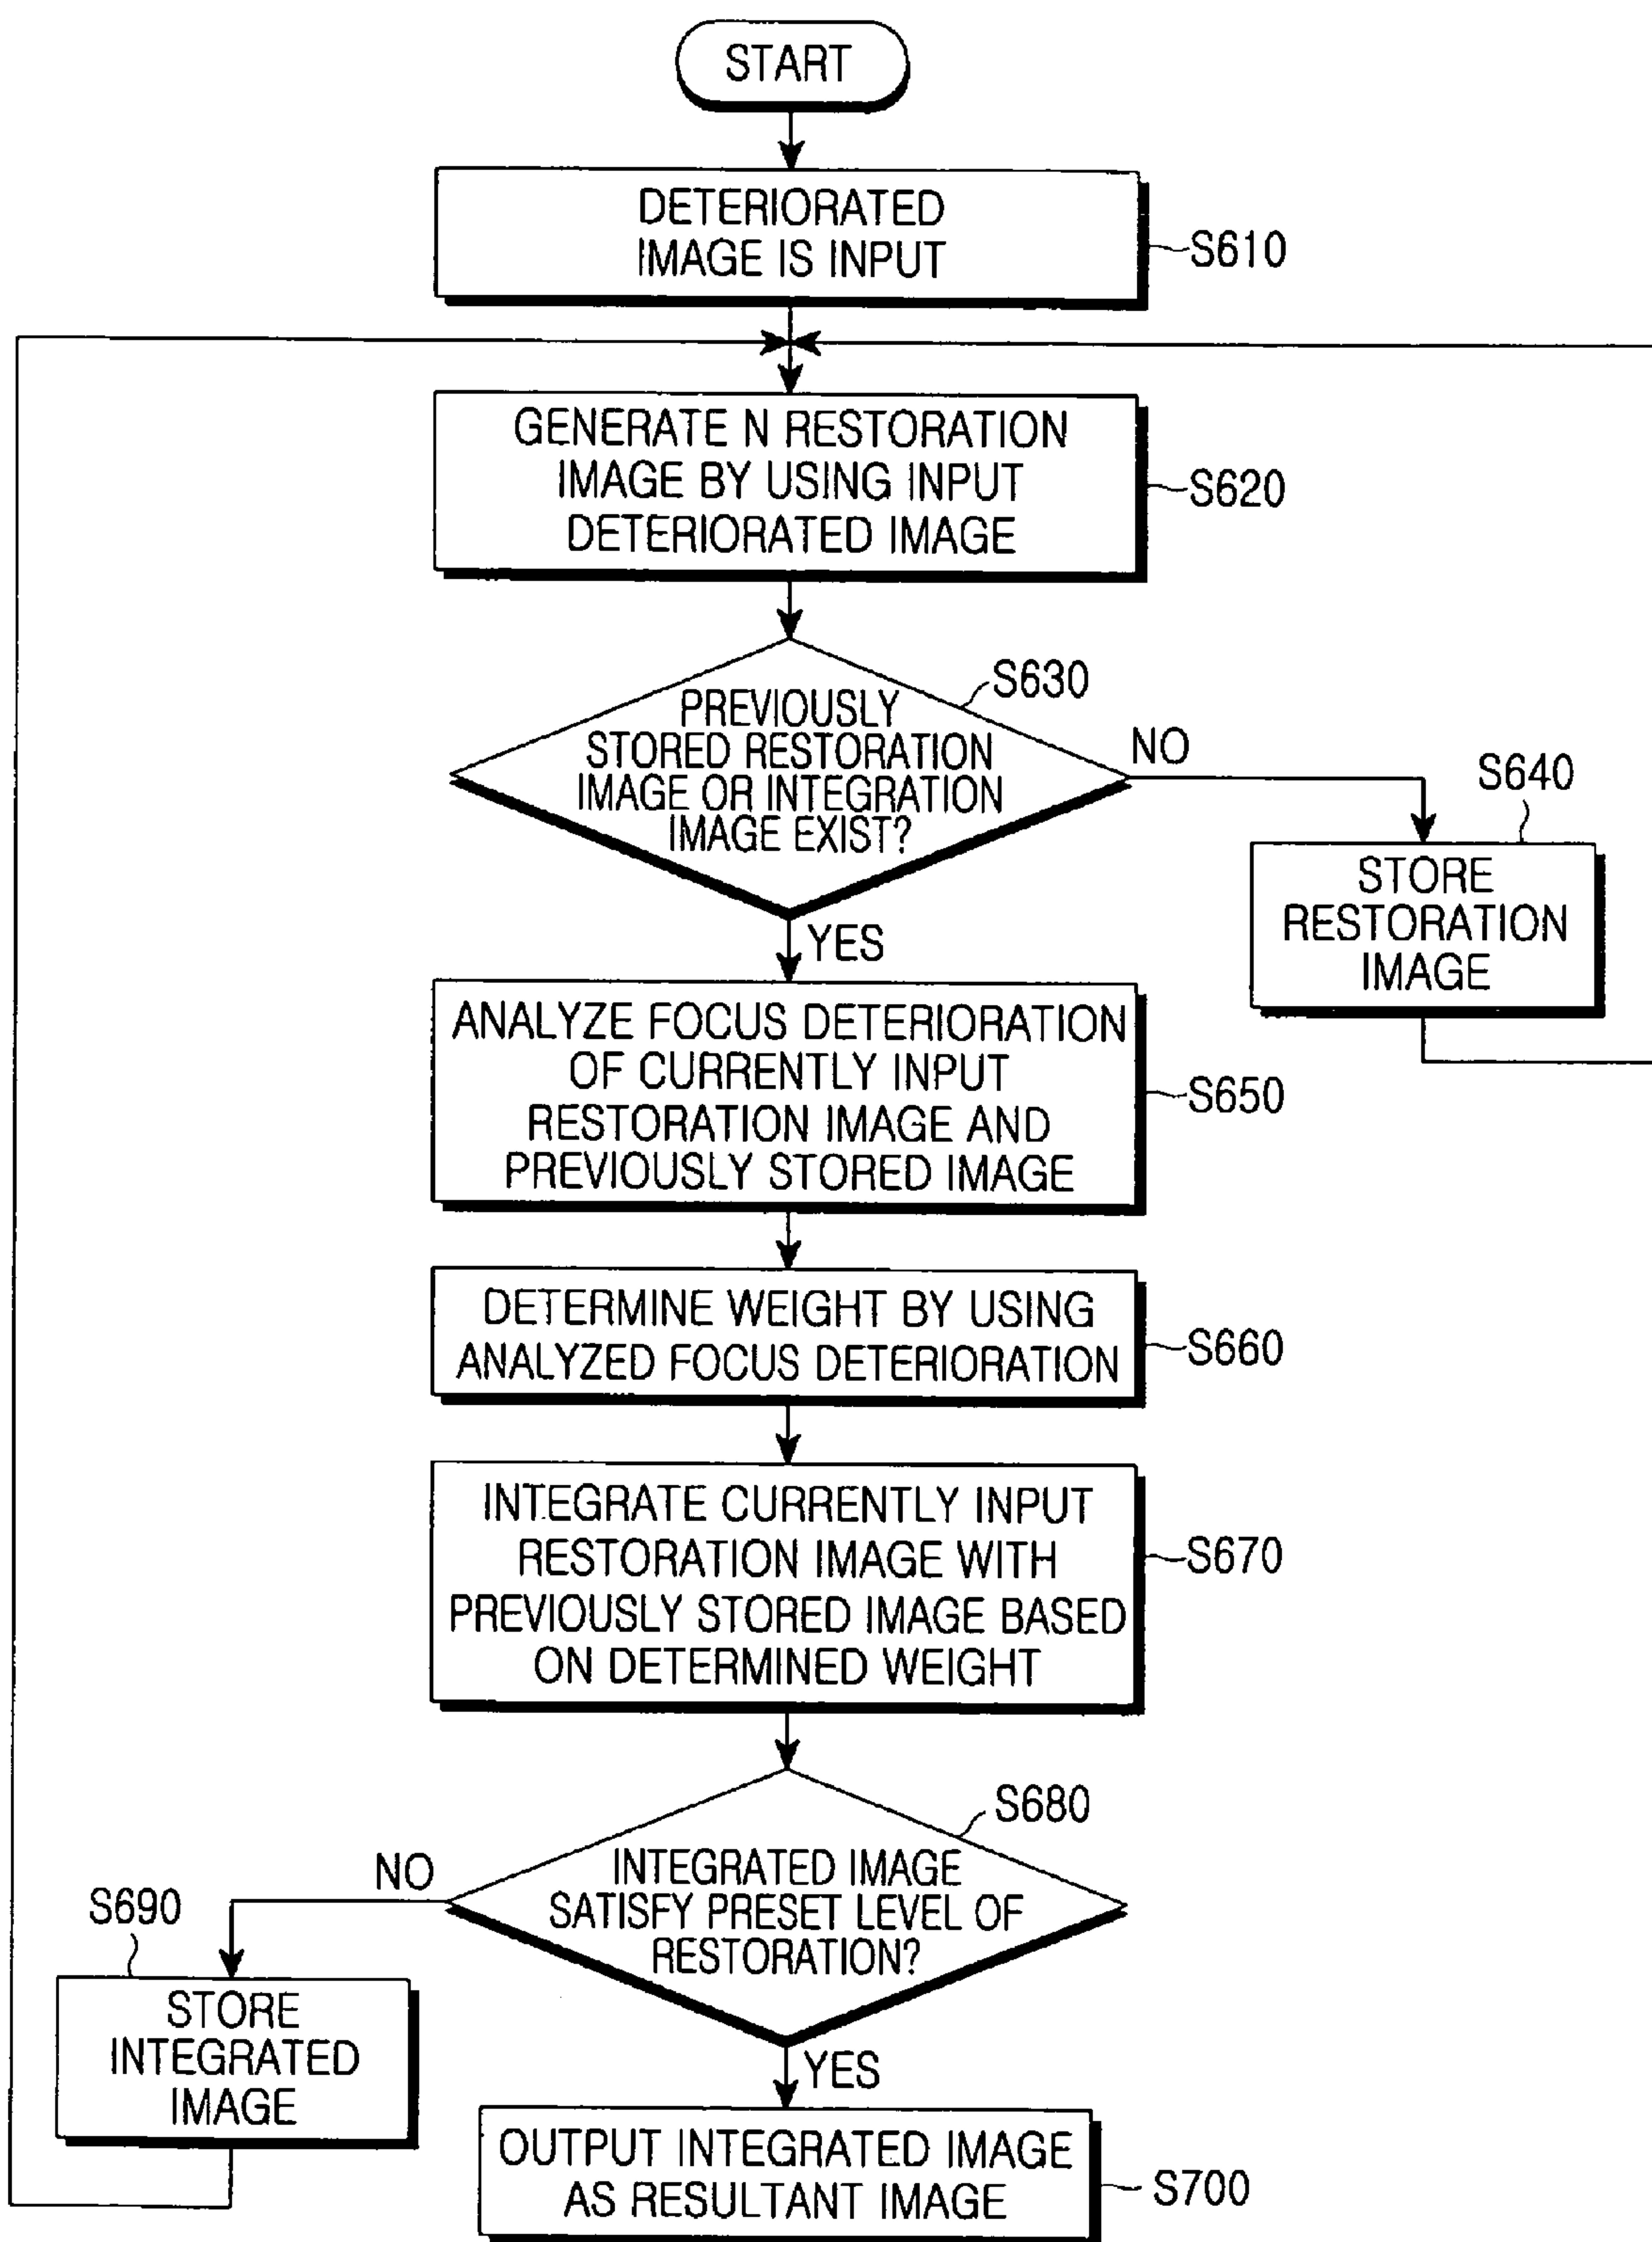 START
DETERIORATED
IMAGE IS INPUT
S610
GENERATE N RESTORATION
IMAGE BY USING INPUT
DETERIORATED IMAGE
S620
S630
PREVIOUSLY
STORED RESTORATION
IMAGE OR INTEGRATION
IMAGE EXIST?
NO
S640
STORE
RESTORATION
IMAGE
YES
ANALYZE FOCUS DETERIORATION
OF CURRENTLY INPUT
RESTORATION IMAGE AND
PREVIOUSLY STORED IMAGE
S650
DETERMINE WEIGHT BY USING
ANALYZED FOCUS DETERIORATION
S660
INTEGRATE CURRENTLY INPUT
RESTORATION IMAGE WITH
PREVIOUSLY STORED IMAGE BASED
ON DETERMINED WEIGHT
S670
S680
INTEGRATED IMAGE
SATISFY PRESET LEVEL OF
RESTORATION?
NO
S690
STORE
INTEGRATED
IMAGE
YES
OUTPUT INTEGRATED IMAGE
AS RESULTANT IMAGE
S700